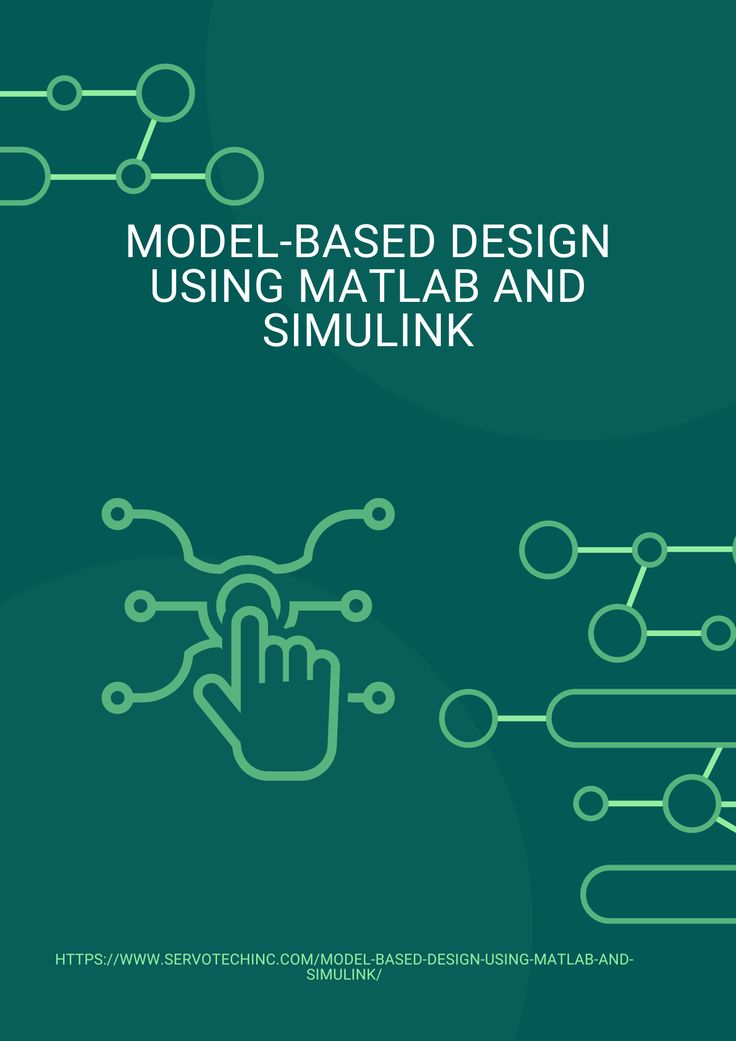 MODEL-BASED DESIGN
USING MATLAB AND
SIMULINK
HTTPS://WWW.SERVOTECHINC.COM/MODEL-BASED-DESIGN-USING-MATLAB-AND-
SIMULINK/